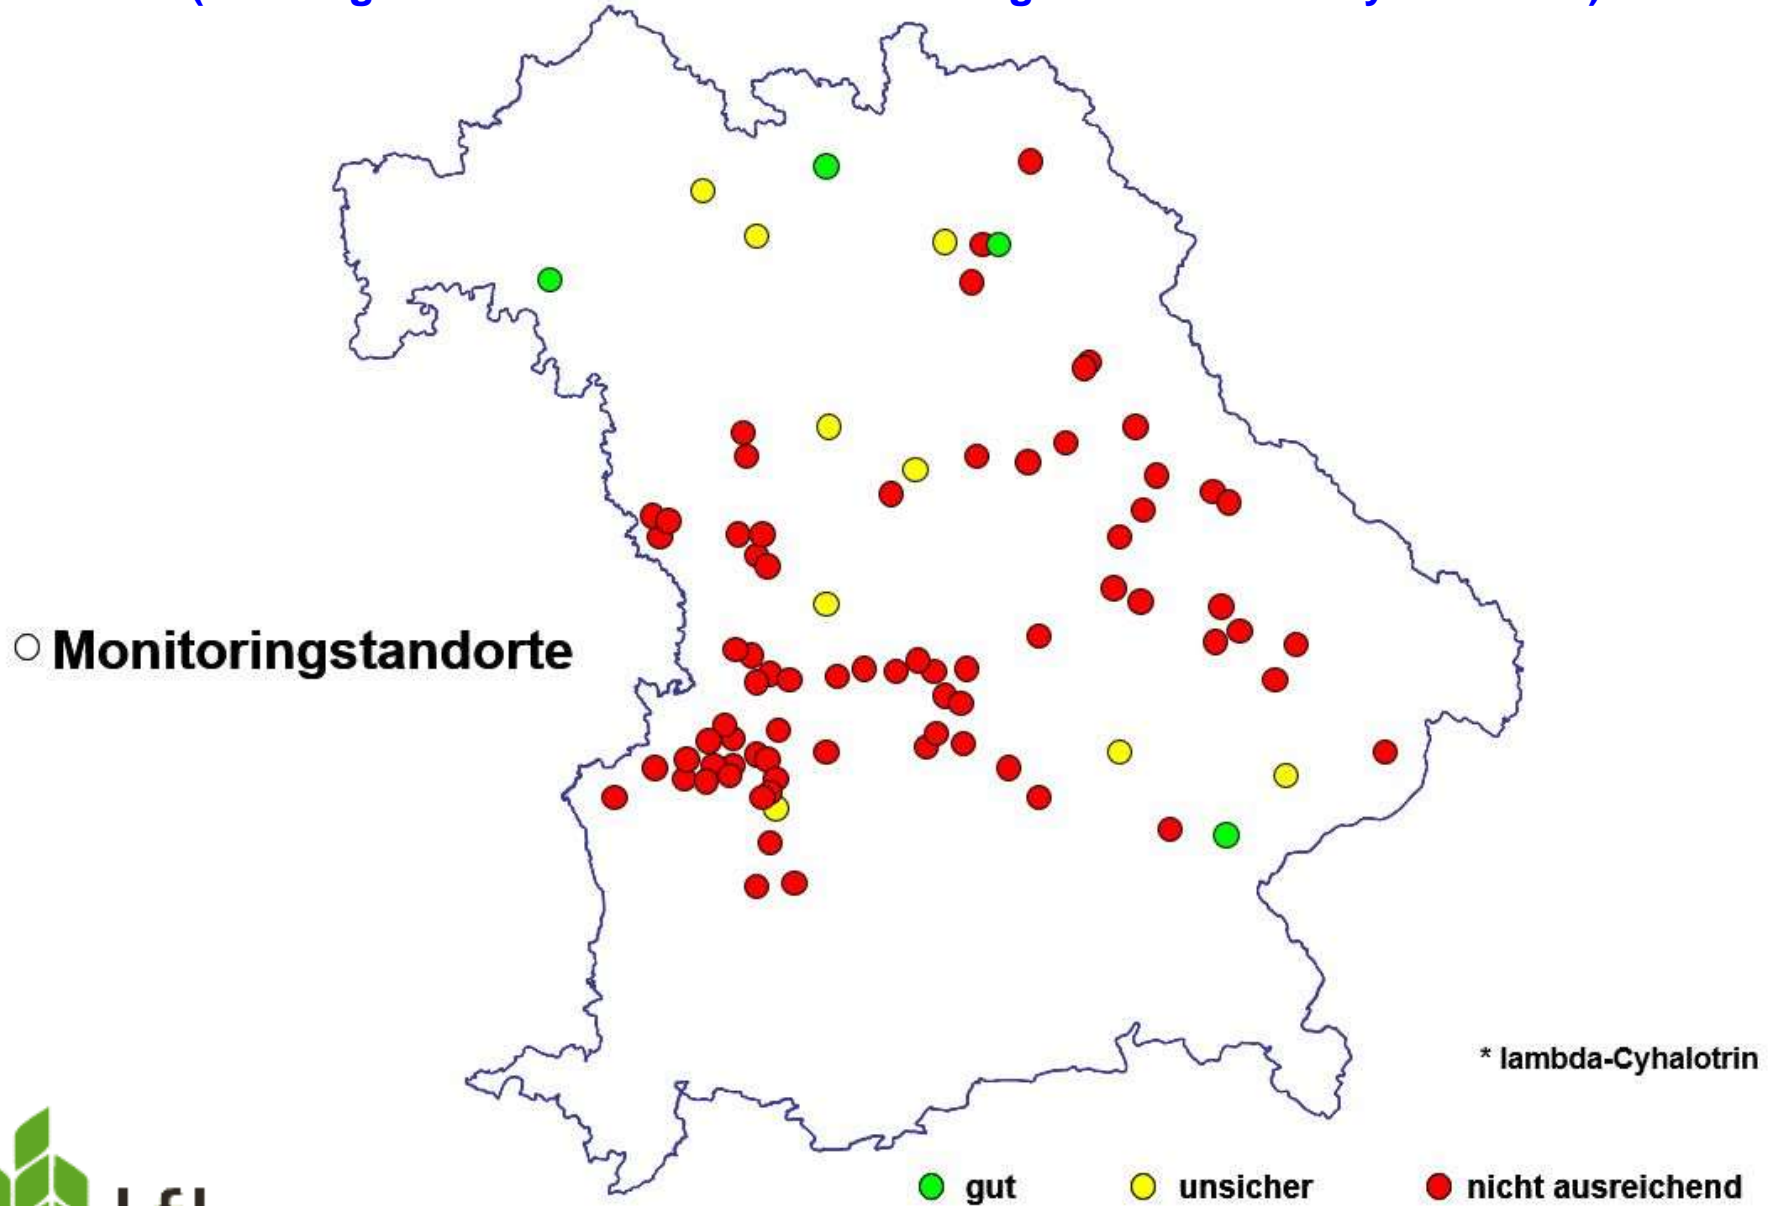 Monitoringstandorte
* lambda-Cyhalotrin
gut
unsicher
nicht ausreichend